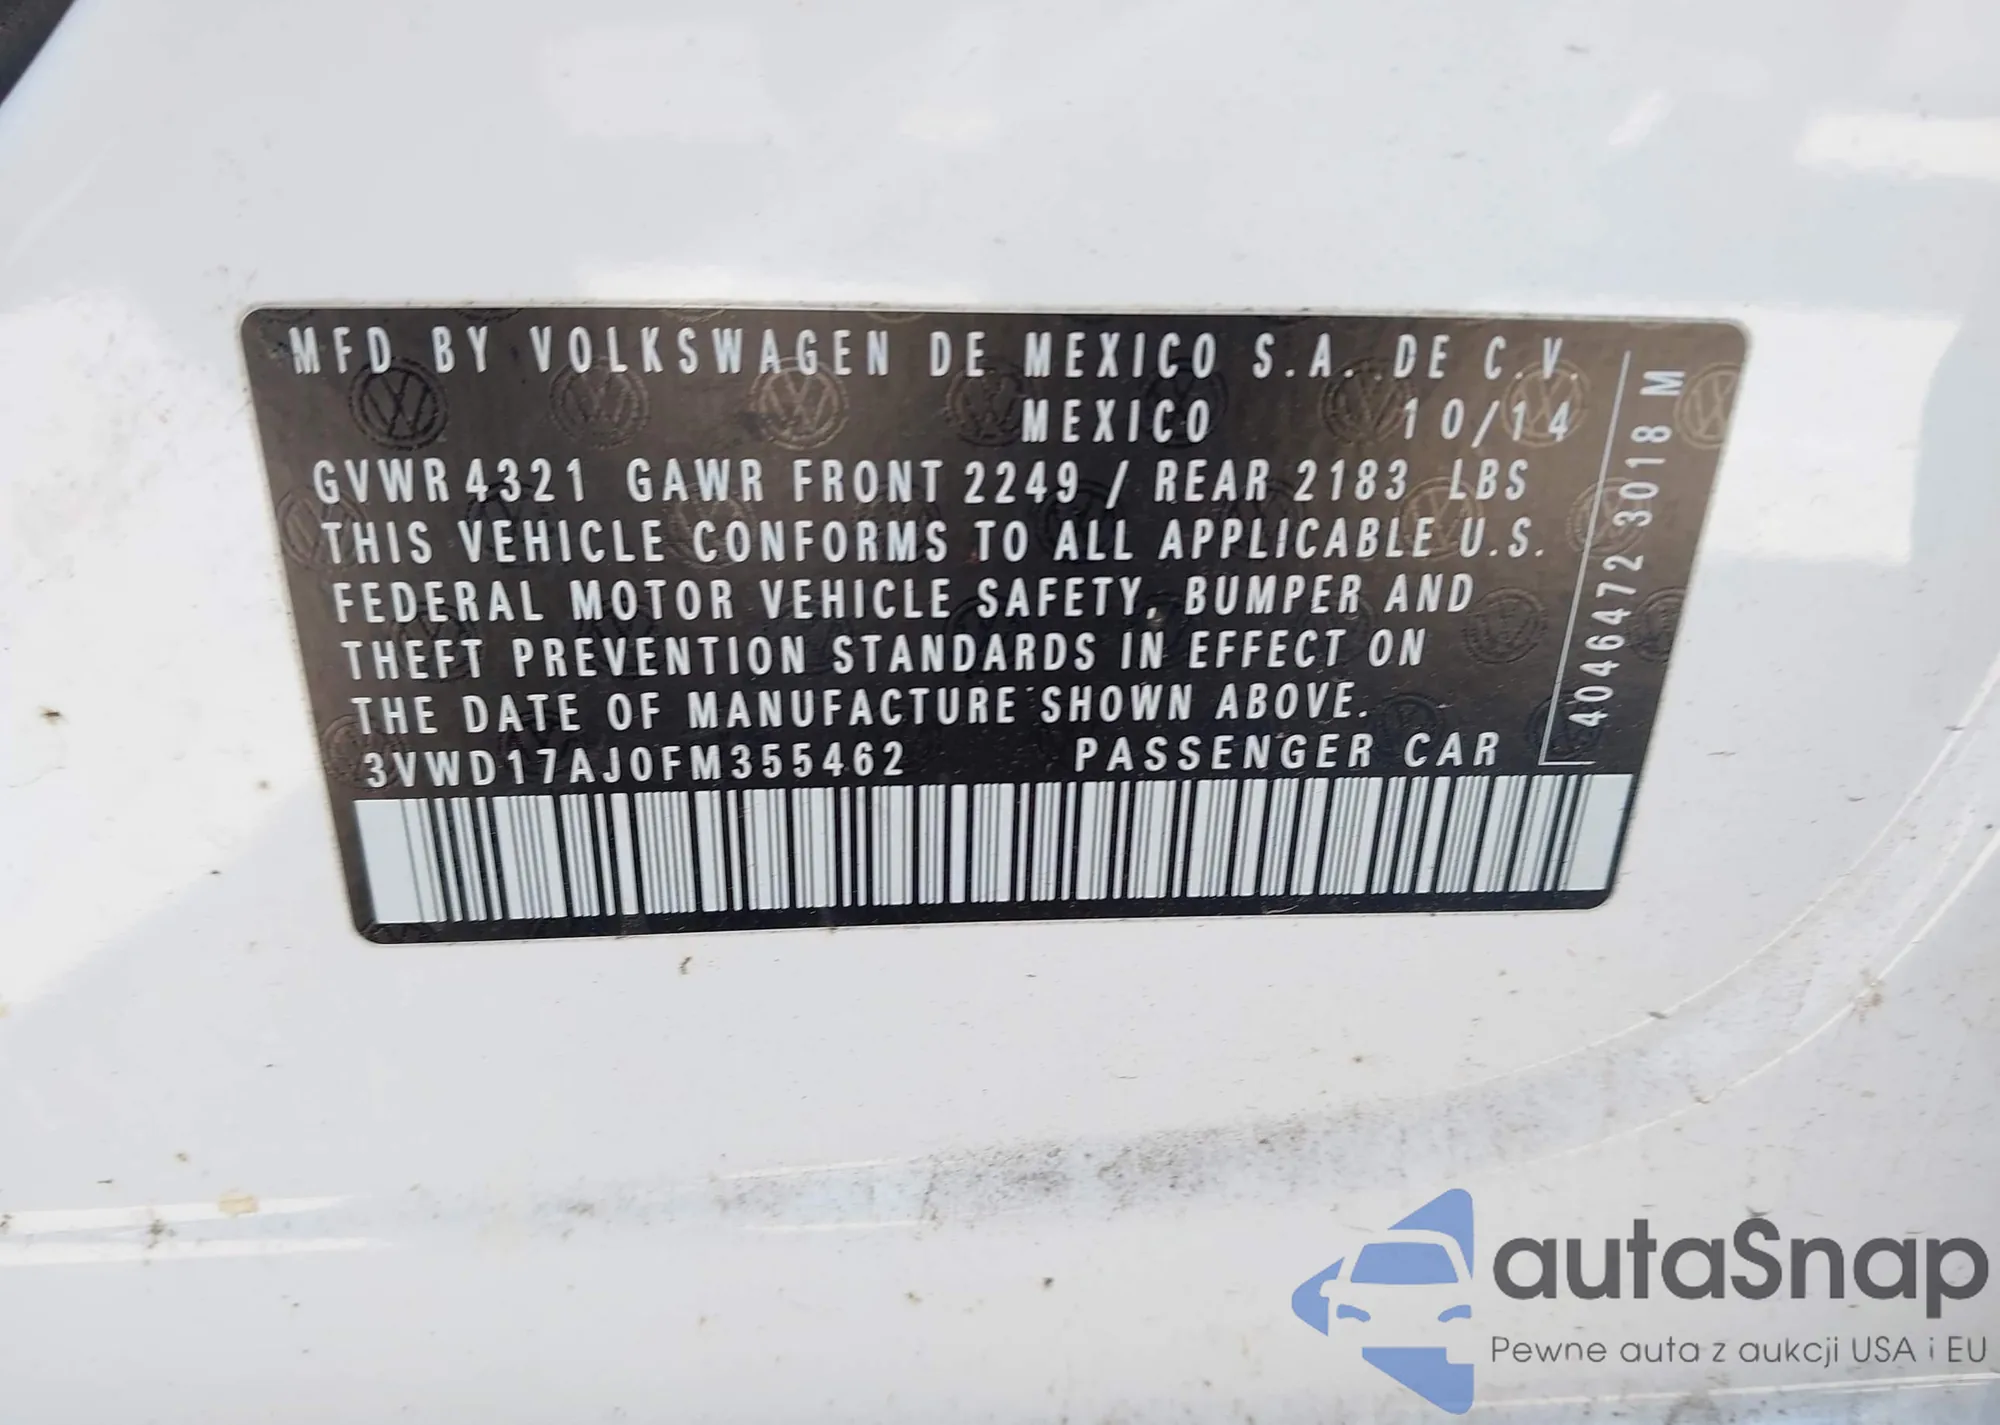 MFD BY VOLKSWAGEN DE MEXICO S.A. DE C.V.
MEXICO 10/14
GVWR 4321 GAWR FRONT 2249 / REAR 2183 LBS
THIS VEHICLE CONFORMS TO ALL APPLICABLE U.S.
FEDERAL MOTOR VEHICLE SAFETY, BUMPER AND
THEFT PREVENTION STANDARDS IN EFFECT ON
THE DATE OF MANUFACTURE SHOWN ABOVE.
3VWD17AJ0FM355462 PASSENGER CAR
4046472 3018 M
autaSnap
Pewne auta z aukcji USA i EU